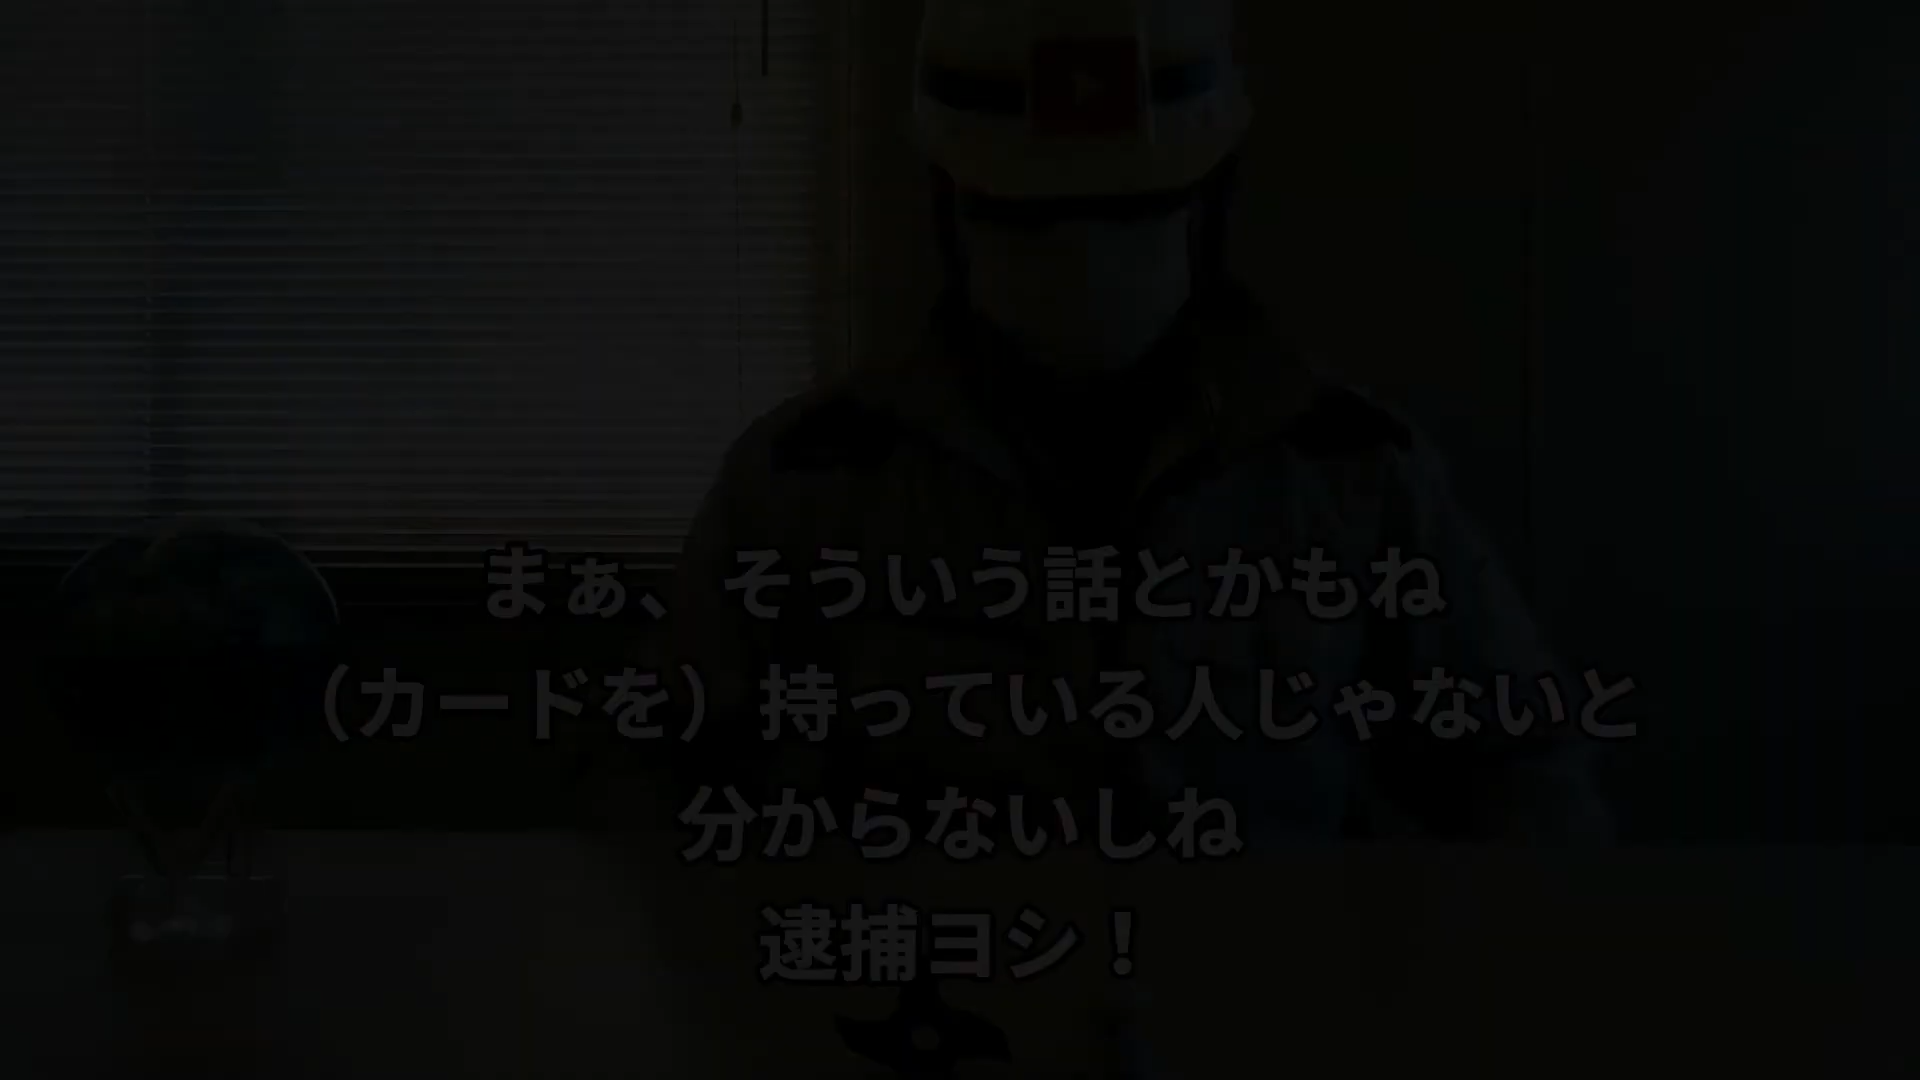 まぁ、そういう話とかもね
（カードを）持っている人じゃないと
分からないしね
逮捕ヨシ！